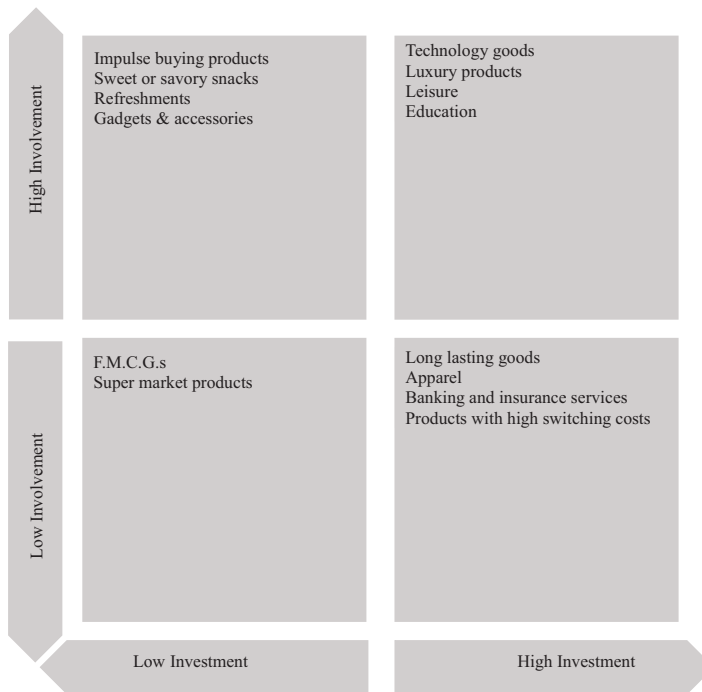 High Involvement
Impulse buying products
Sweet or savory snacks
Refreshments
Gadgets & accessories
Technology goods
Luxury products
Leisure
Education
Low Involvement
F.M.C.G.s
Super market products
Long lasting goods
Apparel
Banking and insurance services
Products with high switching costs
Low Investment
High Investment